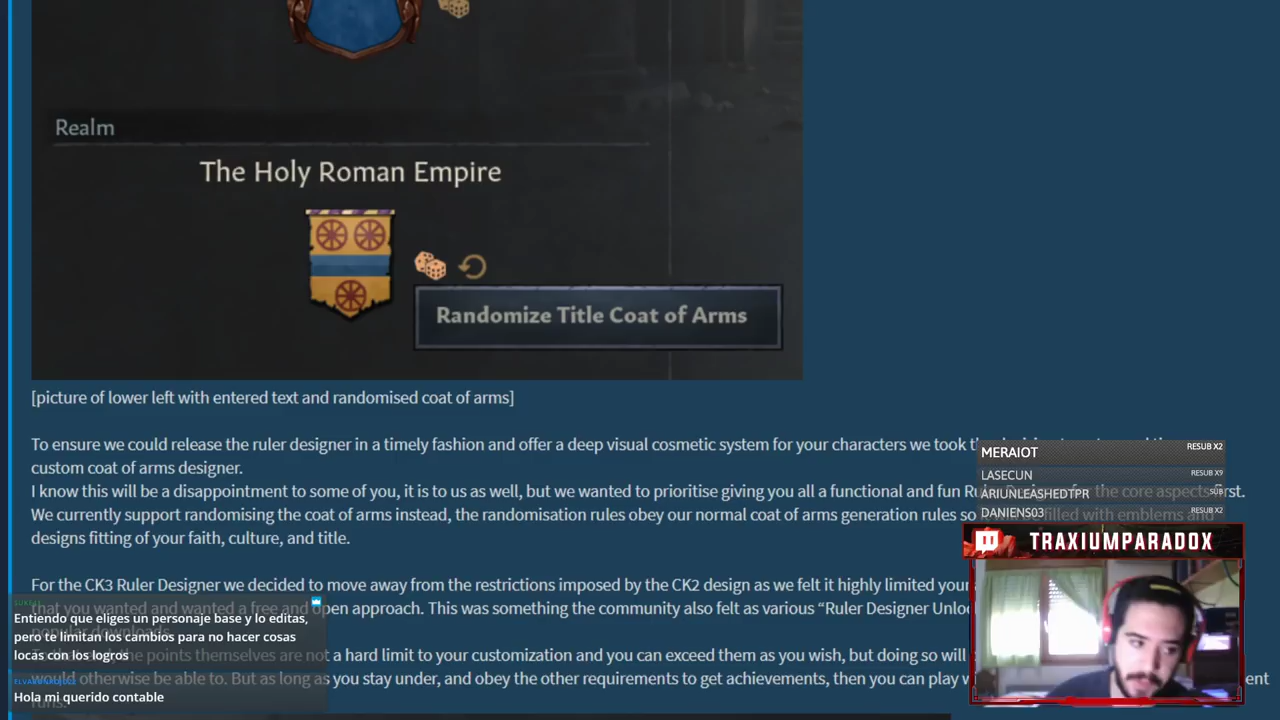 Realm
The Holy Roman Empire
Randomize Title Coat of Arms
[picture of lower left with entered text and randomised coat of arms]
To ensure we could release the ruler designer in a timely fashion and offer a deep visual cosmetic system for your characters we took
custom coat of arms designer.
I know this will be a disappointment to some of you, it is to us as well, but we wanted to prioritise giving you all a functional and fun for the core aspects first.
We currently support randomising the coat of arms instead, the randomisation rules obey our normal coat of arms generation rules so filled with emblems and
designs fitting of your faith, culture, and title.
For the CK3 Ruler Designer we decided to move away from the restrictions imposed by the CK2 design as we felt it highly limited your
that you wanted and wanted a free and open approach. This was something the community also felt as various “Ruler Designer
the points themselves are not a hard limit to your customization and you can exceed them as you wish, but doing so will
would otherwise be able to. But as long as you stay under, and obey the other requirements to get achievements, then you can play
runs.
MERAIOT RESUB X2
LASECUN RESUB X9
ARIUNLEASHEDTPR SUB
DANIENS03 RESUB X2
TRAXIUMPARADOX
Entiendo que eliges un personaje base y lo editas,
pero te limitan los cambios para no hacer cosas
locas con los logros
Hola mi querido contable